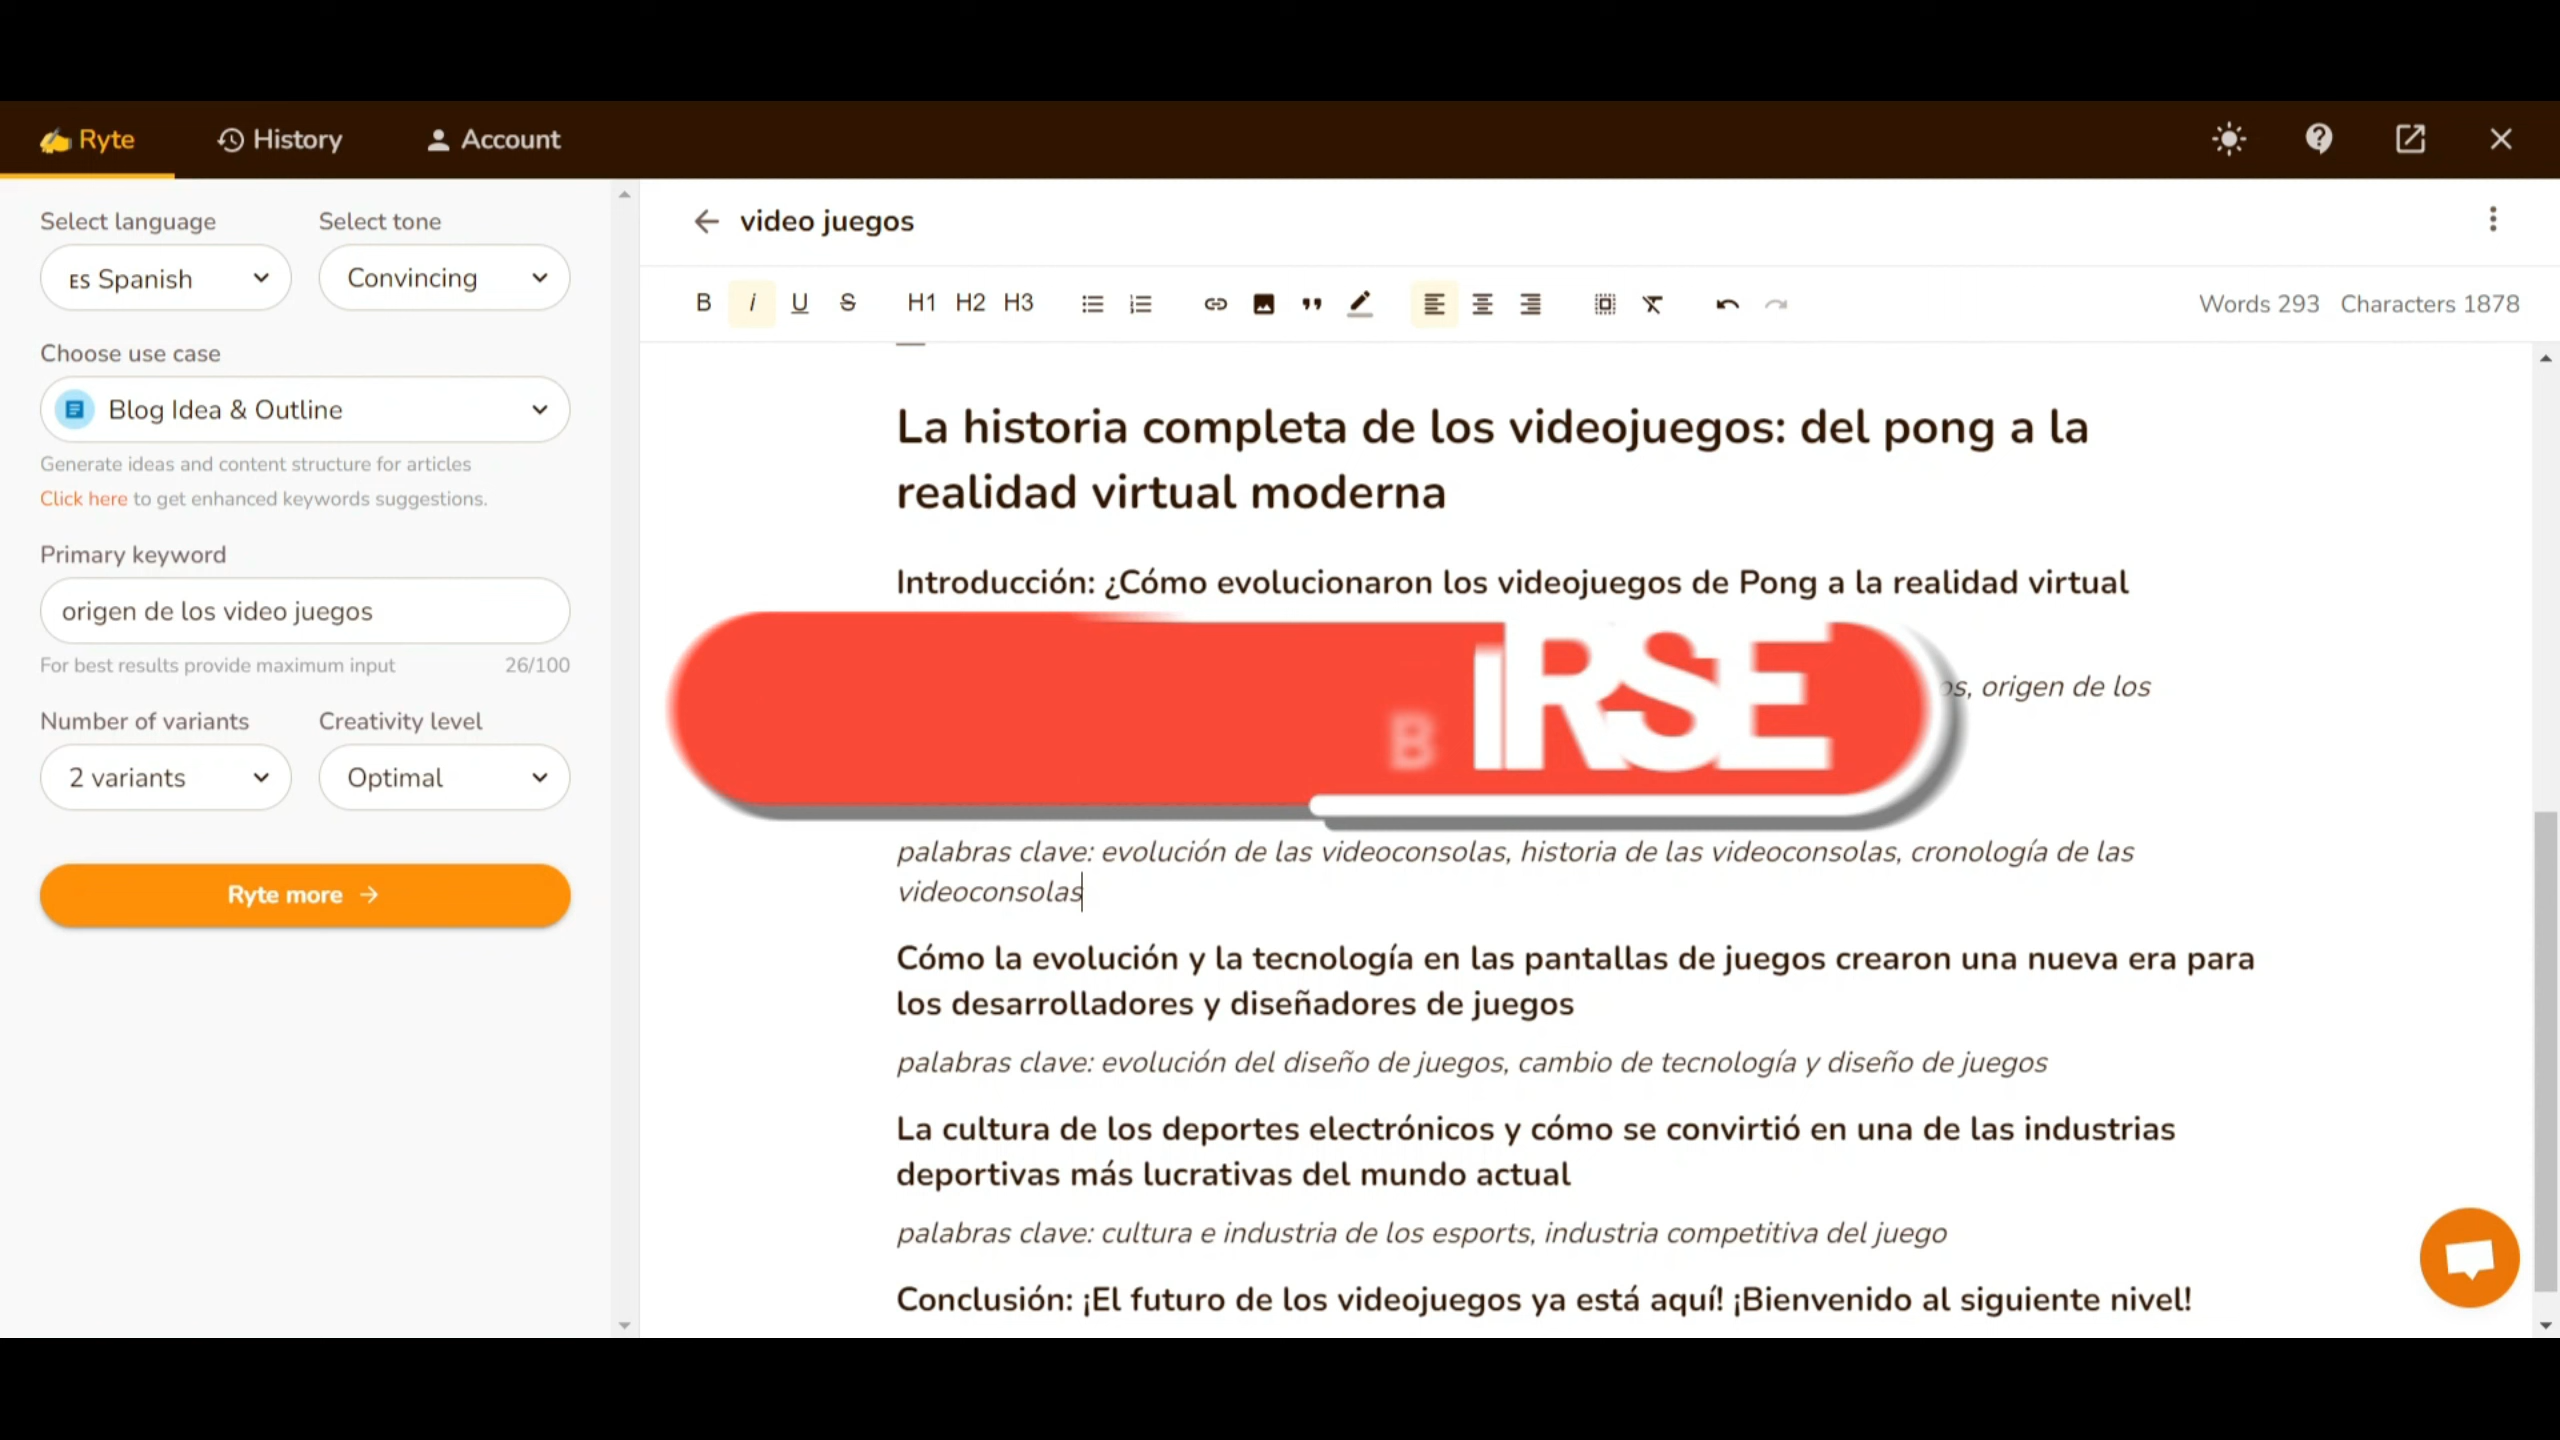 Ryte
History
Account
Select language
Select tone
ES Spanish
Convincing
Choose use case
Blog Idea & Outline
Generate ideas and content structure for articles
Click here to get enhanced keywords suggestions.
Primary keyword
origen de los video juegos
For best results provide maximum input
26/100
Number of variants
Creativity level
2 variants
Optimal
Ryte more
video juegos
B i U S H1 H2 H3
Words 293 Characters 1878
La historia completa de los videojuegos: del pong a la
realidad virtual moderna
Introducción: ¿Cómo evolucionaron los videojuegos de Pong a la realidad virtual
B IRSE
origen de los
palabras clave: evolución de las videoconsolas, historia de las videoconsolas, cronología de las
videoconsolas
Cómo la evolución y la tecnología en las pantallas de juegos crearon una nueva era para
los desarrolladores y diseñadores de juegos
palabras clave: evolución del diseño de juegos, cambio de tecnología y diseño de juegos
La cultura de los deportes electrónicos y cómo se convirtió en una de las industrias
deportivas más lucrativas del mundo actual
palabras clave: cultura e industria de los esports, industria competitiva del juego
Conclusión: ¡El futuro de los videojuegos ya está aquí! ¡Bienvenido al siguiente nivel!